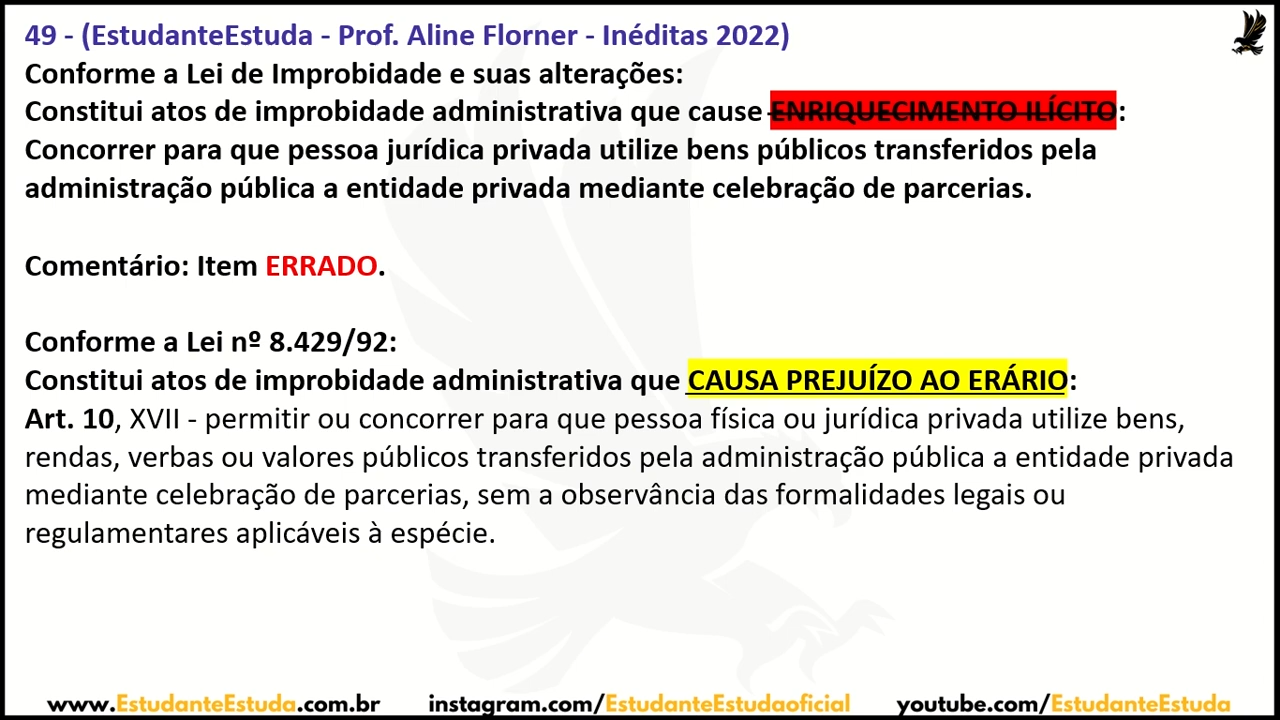 49 - (EstudanteEstuda - Prof. Aline Florner - Inéditas 2022)
Conforme a Lei de Improbidade e suas alterações:
Constitui atos de improbidade administrativa que cause ENRIQUECIMENTO ILÍCITO:
Concorrer para que pessoa jurídica privada utilize bens públicos transferidos pela
administração pública a entidade privada mediante celebração de parcerias.
Comentário: Item ERRADO.
Conforme a Lei nº 8.429/92:
Constitui atos de improbidade administrativa que CAUSA PREJUÍZO AO ERÁRIO:
Art. 10, XVII - permitir ou concorrer para que pessoa física ou jurídica privada utilize bens,
rendas, verbas ou valores públicos transferidos pela administração pública a entidade privada
mediante celebração de parcerias, sem a observância das formalidades legais ou
regulamentares aplicáveis à espécie.
www.EstudanteEstuda.com.br instagram.com/EstudanteEstudaoficial youtube.com/EstudanteEstuda